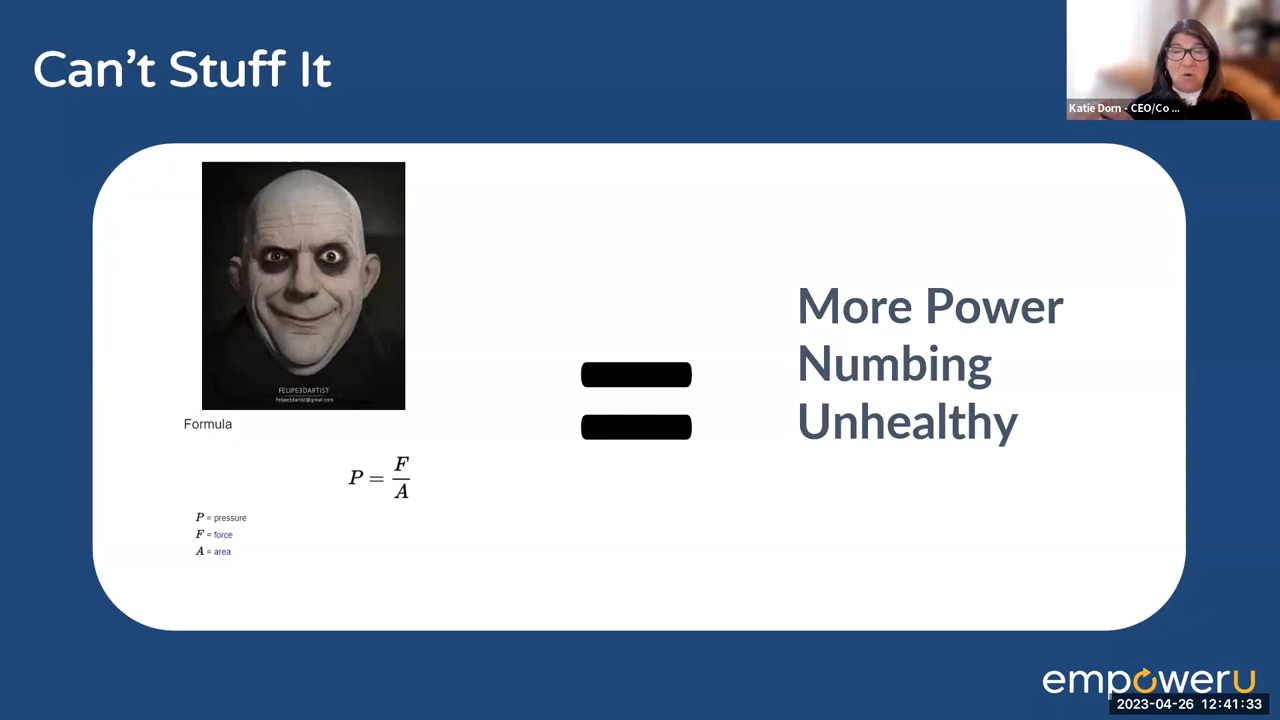 Can't Stuff It
Katie Dorn - CEO/Co ...
FELIPE3DARTIST
felipe3dartist@gmail.com
Formula
P = F/A
P = pressure
F = force
A = area
More Power
Numbing
Unhealthy
empoweru
2023-04-26 12:41:33